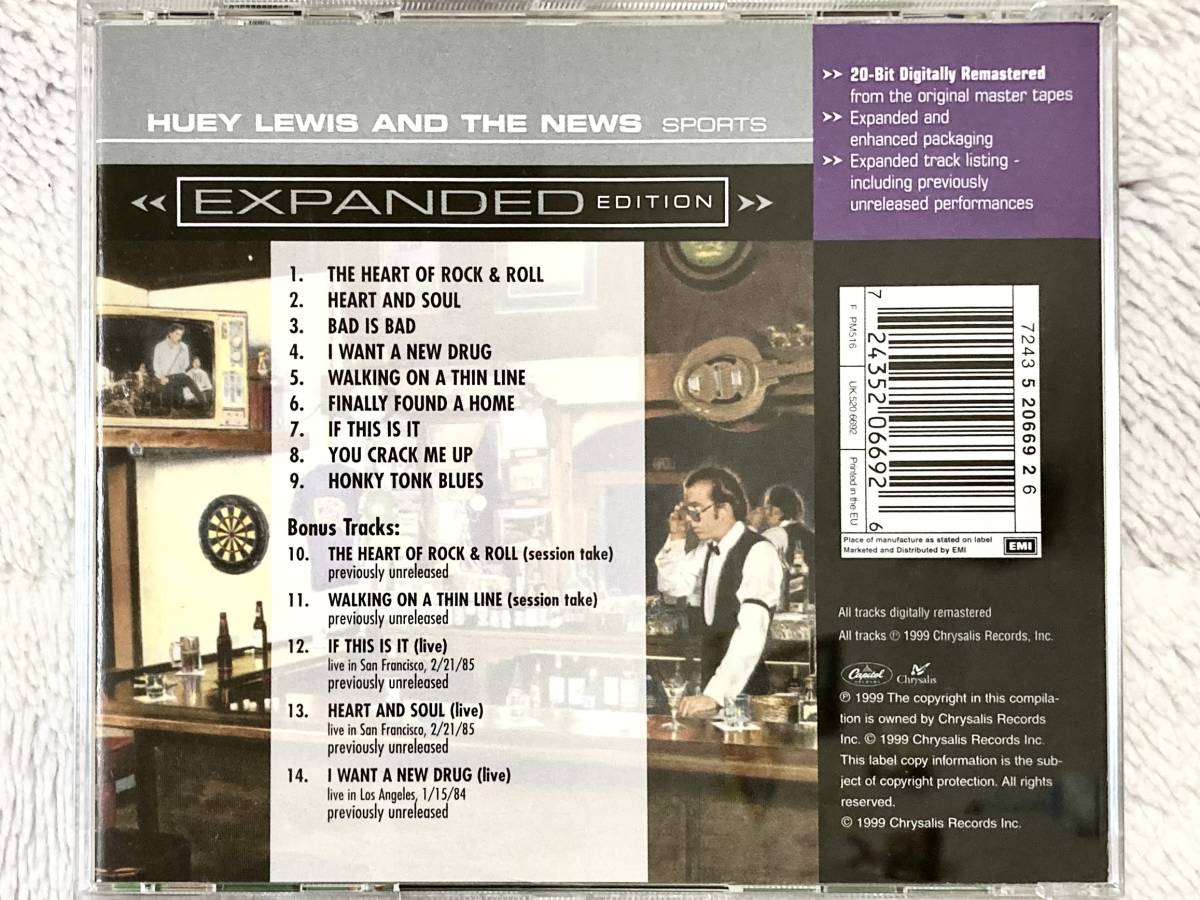 HUEY LEWIS AND THE NEWS SPORTS
<< EXPANDED EDITION >>
>> 20-Bit Digitally Remastered
from the original master tapes
>> Expanded and
enhanced packaging
>> Expanded track listing -
including previously
unreleased performances
1. THE HEART OF ROCK & ROLL
2. HEART AND SOUL
3. BAD IS BAD
4. I WANT A NEW DRUG
5. WALKING ON A THIN LINE
6. FINALLY FOUND A HOME
7. IF THIS IS IT
8. YOU CRACK ME UP
9. HONKY TONK BLUES
Bonus Tracks:
10. THE HEART OF ROCK & ROLL (session take)
previously unreleased
11. WALKING ON A THIN LINE (session take)
previously unreleased
12. IF THIS IS IT (live)
live in San Francisco, 2/21/85
previously unreleased
13. HEART AND SOUL (live)
live in San Francisco, 2/21/85
previously unreleased
14. I WANT A NEW DRUG (live)
live in Los Angeles, 1/15/84
previously unreleased
7243 5 20669 2 6
7 24352 06692 6
F PM516
UK:520 6692
Printed in the EU
Place of manufacture as stated on label
Marketed and Distributed by EMI
EMI
All tracks digitally remastered
All tracks ℗ 1999 Chrysalis Records, Inc.
Capitol
RECORDS
Chrysalis
℗ 1999 The copyright in this compila-
tion is owned by Chrysalis Records
Inc. © 1999 Chrysalis Records Inc.
This label copy information is the sub-
ject of copyright protection. All rights
reserved.
© 1999 Chrysalis Records Inc.